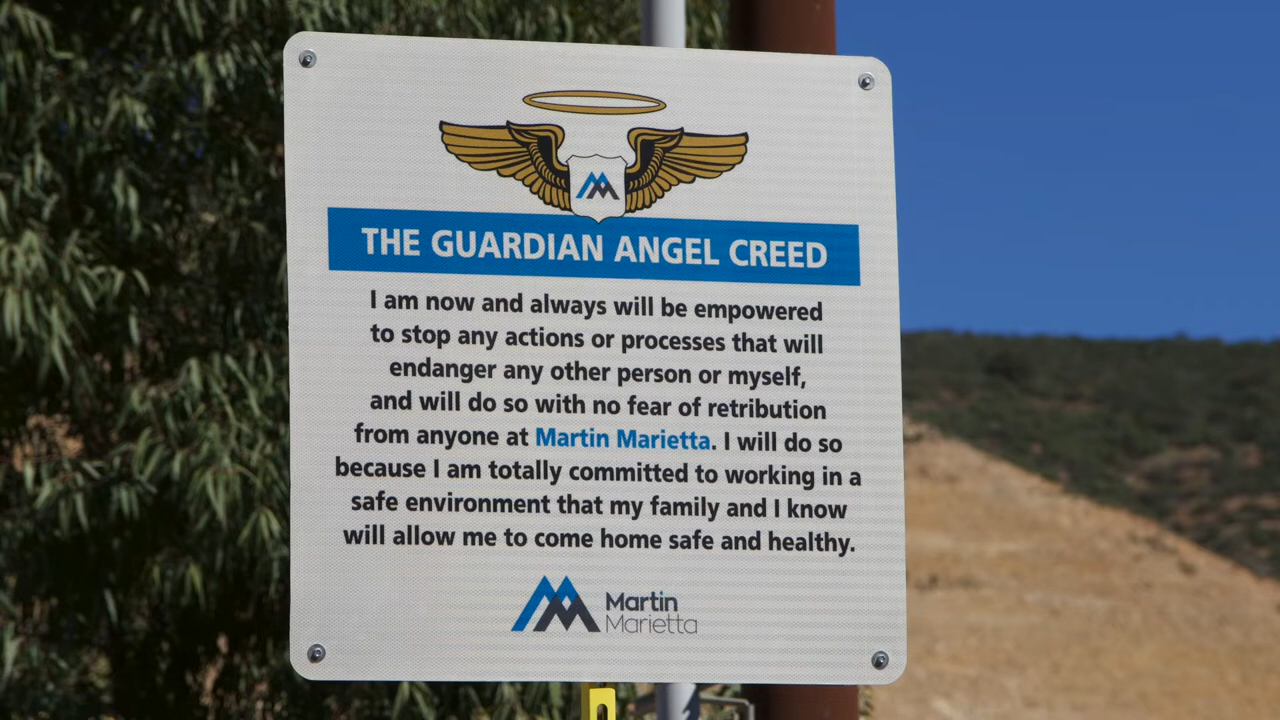 THE GUARDIAN ANGEL CREED
I am now and always will be empowered
to stop any actions or processes that will
endanger any other person or myself,
and will do so with no fear of retribution
from anyone at Martin Marietta. I will do so
because I am totally committed to working in a
safe environment that my family and I know
will allow me to come home safe and healthy.
Martin
Marietta